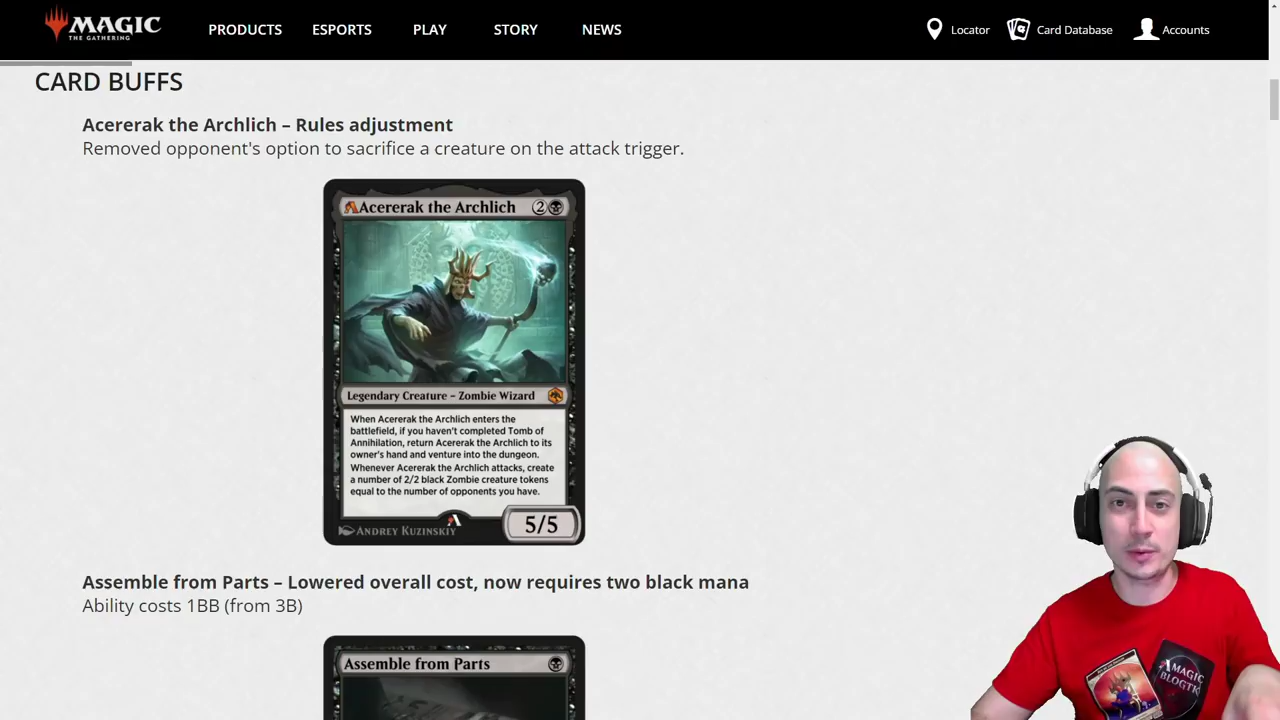 MAGIC
THE GATHERING
PRODUCTS ESPORTS PLAY STORY NEWS Locator Card Database Accounts
CARD BUFFS
Acererak the Archlich – Rules adjustment
Removed opponent's option to sacrifice a creature on the attack trigger.
Acererak the Archlich 2
Legendary Creature – Zombie Wizard
When Acererak the Archlich enters the
battlefield, if you haven't completed Tomb of
Annihilation, return Acererak the Archlich to its
owner's hand and venture into the dungeon.
Whenever Acererak the Archlich attacks, create
a number of 2/2 black Zombie creature tokens
equal to the number of opponents you have.
ANDREY KUZINSKIY
5/5
Assemble from Parts – Lowered overall cost, now requires two black mana
Ability costs 1BB (from 3B)
Assemble from Parts
MAGIC